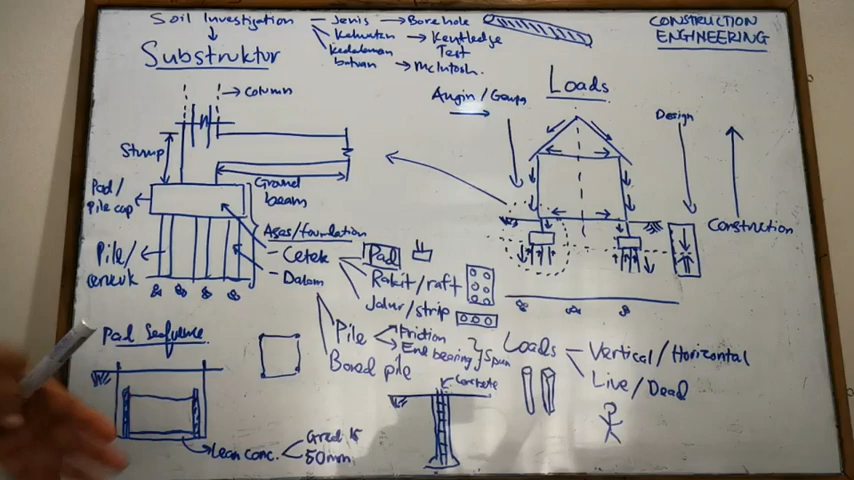 Soil Investigation
Jenis → Borehole
Kekuatan → Kentledge Test
Kedalaman batuan → McIntosh.
Substruktur
CONSTRUCTION
ENGINEERING
Loads
Angin / Gempa
Design
Construction
Column
Stump
Pad /
Pile cap
Ground
beam
Pile /
cerucuk
Asas/foundation
- Cetek
- Dalam
Pad
Rakit / raft
Jalur / strip
Pile
Friction
End bearing
Spun
Bored pile
Pad Sequence
Lean conc.
Gred 15
50mm
Concrete
Loads
Vertical / Horizontal
Live / Dead